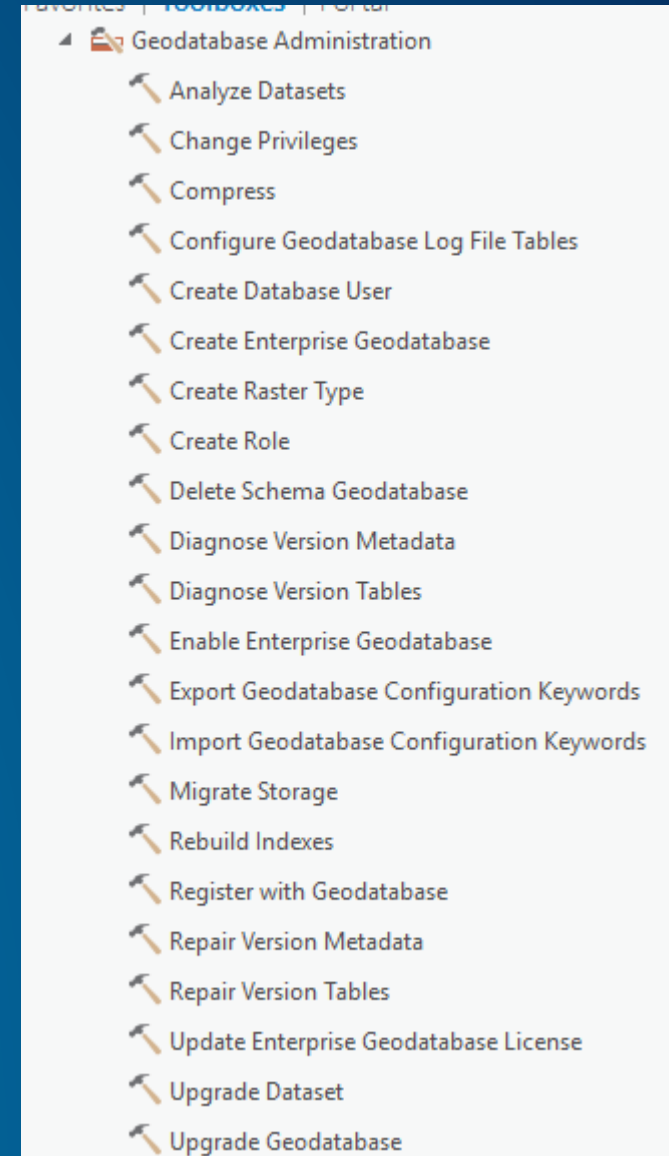 Favorites | Toolboxes | Portal
Geodatabase Administration
Analyze Datasets
Change Privileges
Compress
Configure Geodatabase Log File Tables
Create Database User
Create Enterprise Geodatabase
Create Raster Type
Create Role
Delete Schema Geodatabase
Diagnose Version Metadata
Diagnose Version Tables
Enable Enterprise Geodatabase
Export Geodatabase Configuration Keywords
Import Geodatabase Configuration Keywords
Migrate Storage
Rebuild Indexes
Register with Geodatabase
Repair Version Metadata
Repair Version Tables
Update Enterprise Geodatabase License
Upgrade Dataset
Upgrade Geodatabase